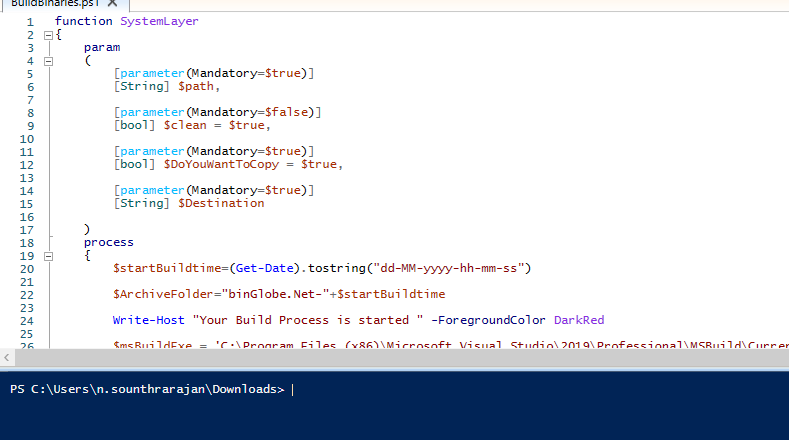 BuildBinaries.ps1 X
1 function SystemLayer
2 {
3 param
4 (
5 [parameter(Mandatory=$true)]
6 [String] $path,
7
8 [parameter(Mandatory=$false)]
9 [bool] $clean = $true,
10
11 [parameter(Mandatory=$true)]
12 [bool] $DoYouWantToCopy = $true,
13
14 [parameter(Mandatory=$true)]
15 [String] $Destination
16
17 )
18 process
19 {
20 $startBuildtime=(Get-Date).tostring("dd-MM-yyyy-hh-mm-ss")
21
22 $ArchiveFolder="binGlobe.Net-"+$startBuildtime
23
24 Write-Host "Your Build Process is started " -ForegroundColor DarkRed
25
26 $msBuildExe = 'C:\Program Files (x86)\Microsoft Visual Studio\2019\Professional\MSBuild\Curren
PS C:\Users\n.sounthrarajan\Downloads>